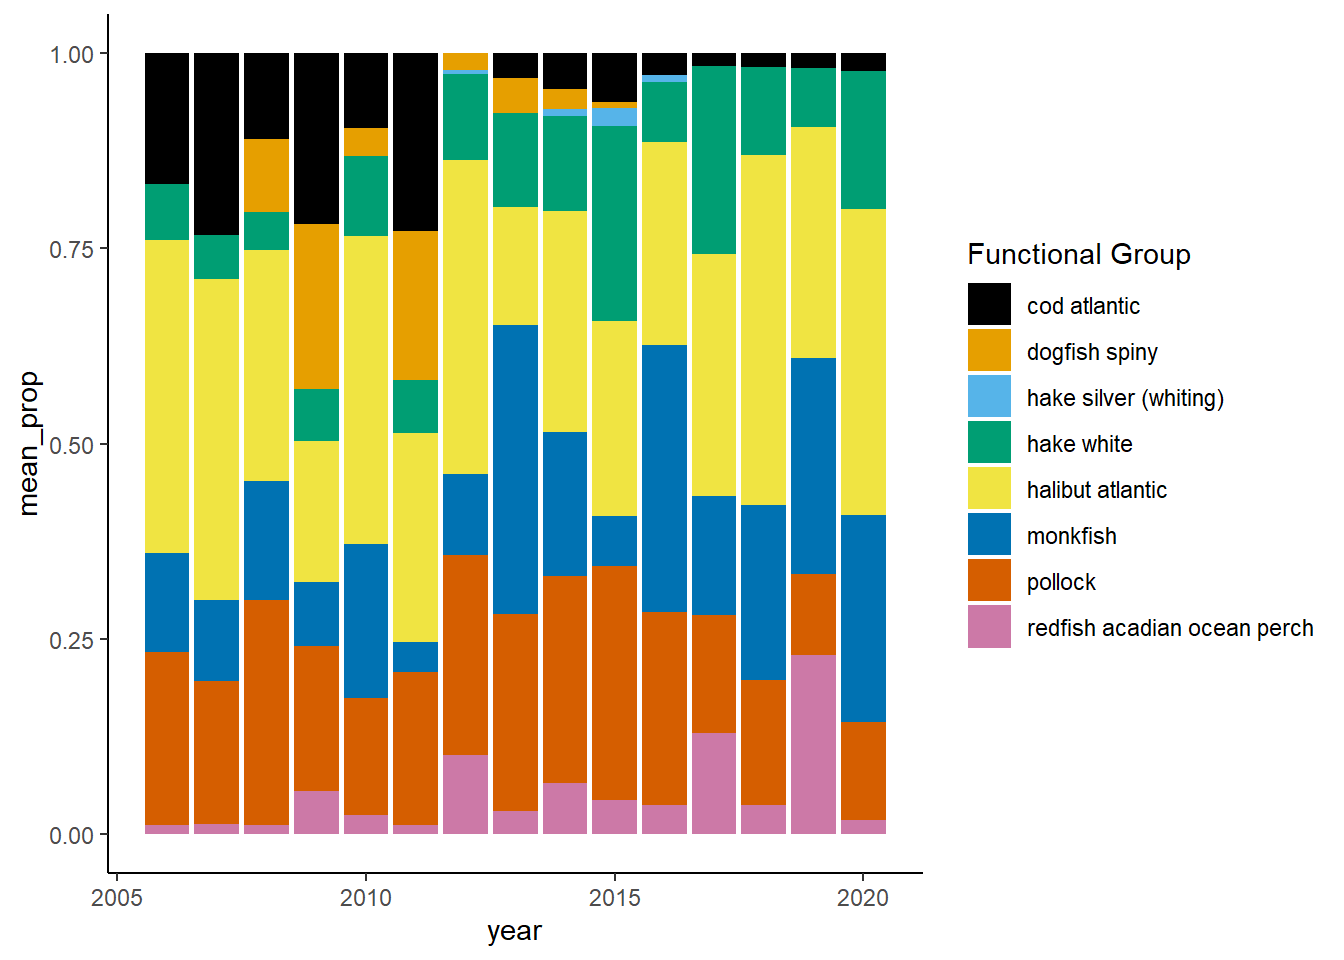 1.00
0.75
0.50
0.25
0.00
mean_prop
2005
2010
2015
2020
year
Functional Group
cod atlantic
dogfish spiny
hake silver (whiting)
hake white
halibut atlantic
monkfish
pollock
redfish acadian ocean perch